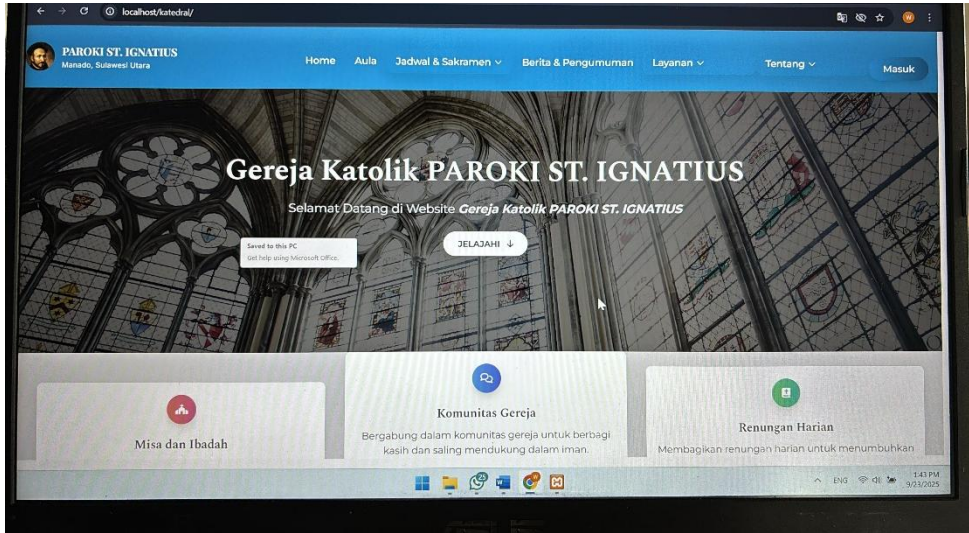 localhost/katedral/
PAROKI ST. IGNATIUS
Manado, Sulawesi Utara
Home Aula Jadwal & Sakramen Berita & Pengumuman Layanan Tentang Masuk
Gereja Katolik PAROKI ST. IGNATIUS
Selamat Datang di Website Gereja Katolik PAROKI ST. IGNATIUS
Saved to this PC
Get help using Microsoft Office.
JELAJAHI ↓
Misa dan Ibadah
Komunitas Gereja
Bergabung dalam komunitas gereja untuk berbagi
kasih dan saling mendukung dalam iman.
Renungan Harian
Membagikan renungan harian untuk menumbuhkan
25
ENG
1:43 PM
9/23/2025